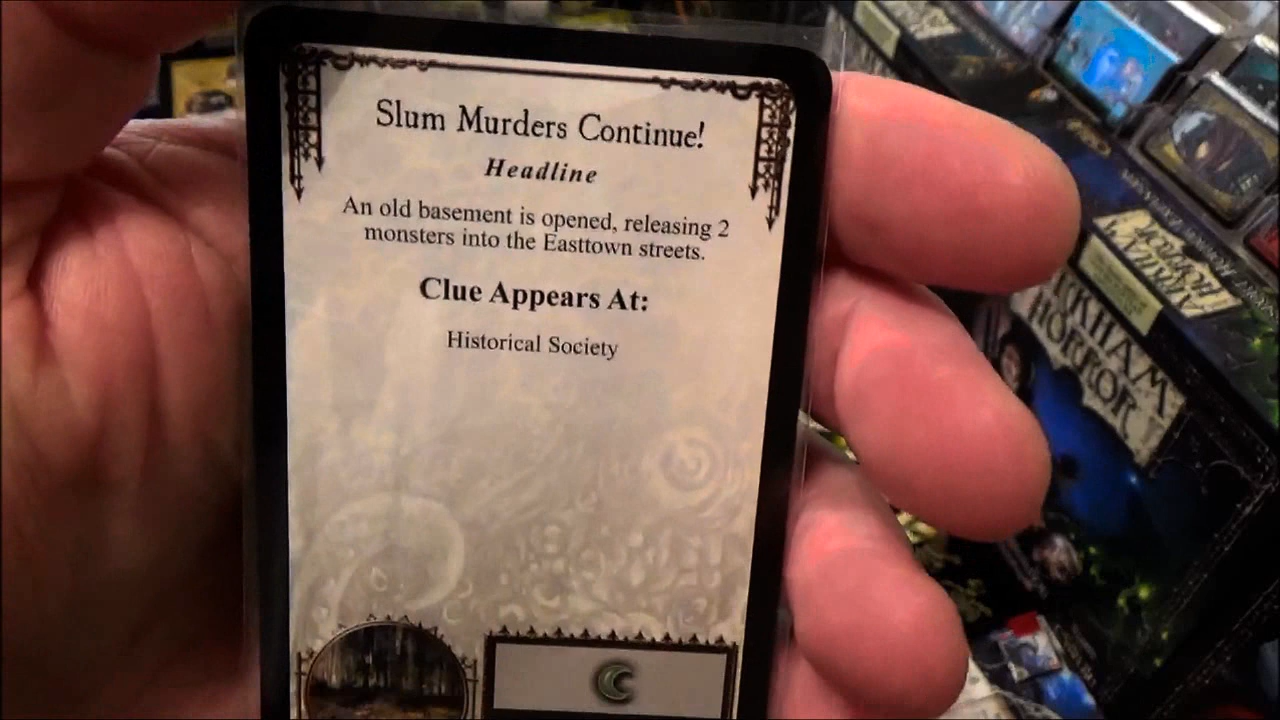 Slum Murders Continue!
Headline
An old basement is opened, releasing 2
monsters into the Easttown streets.
Clue Appears At:
Historical Society
ARKHAM
HORROR